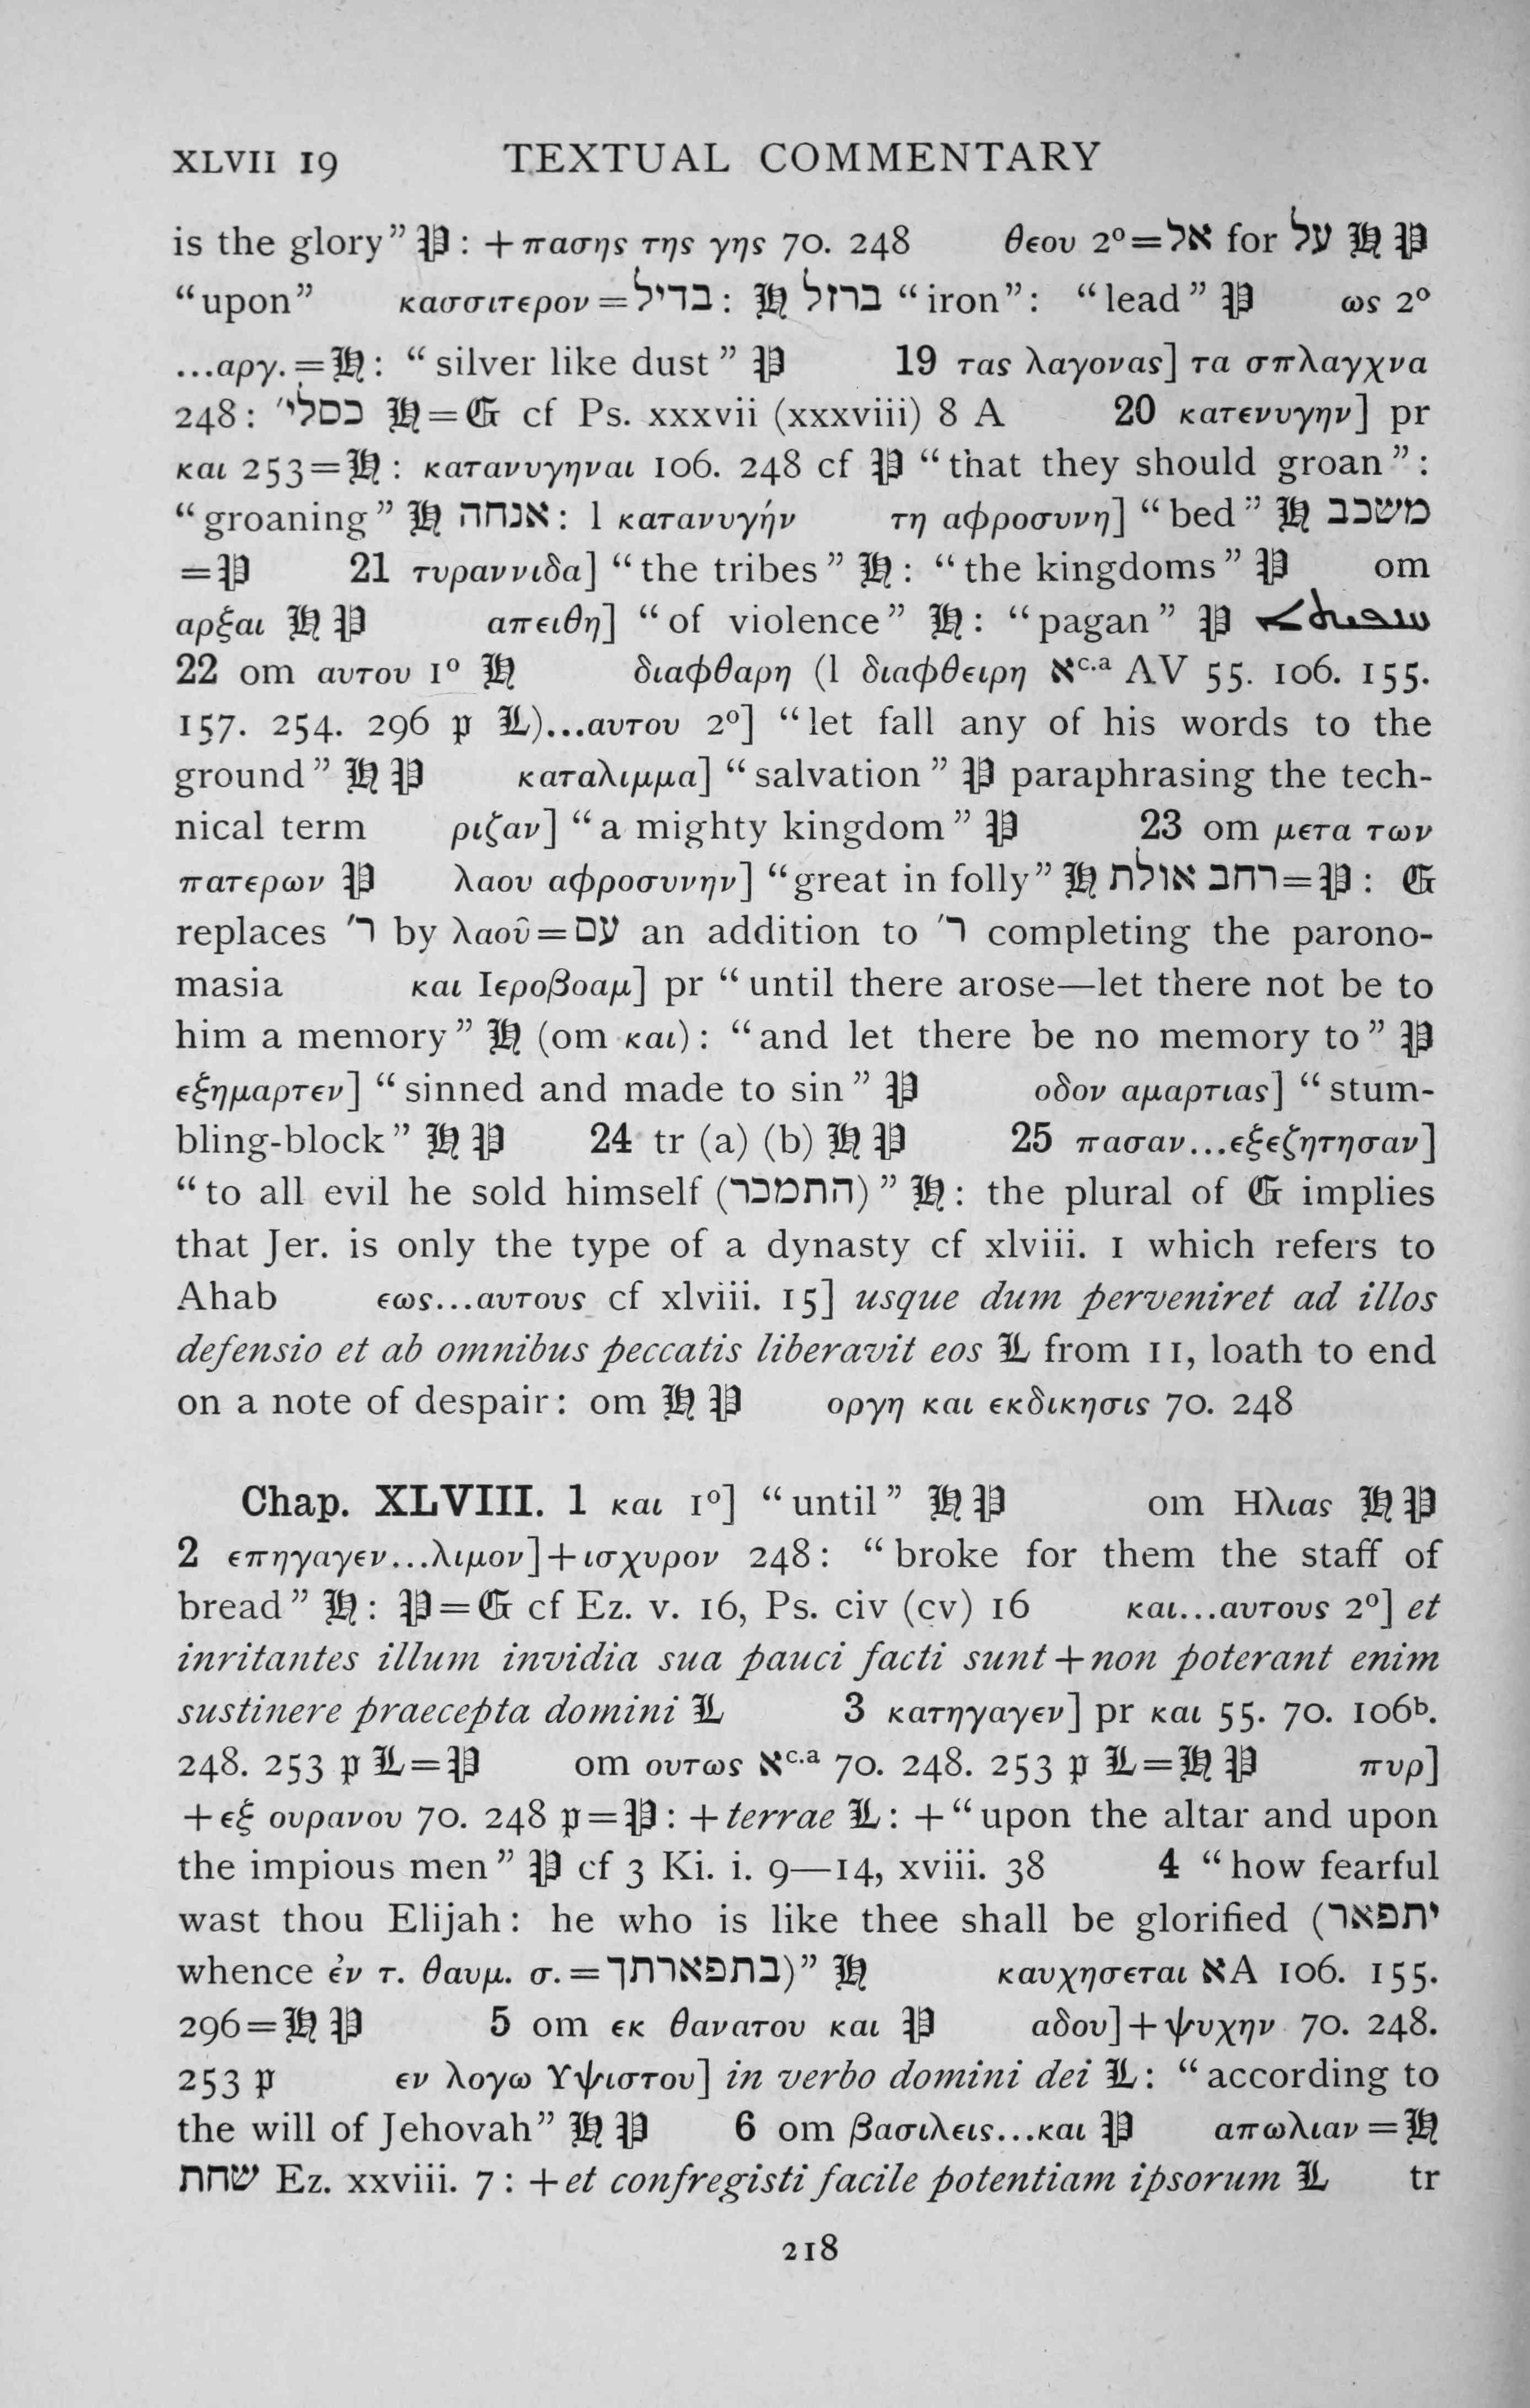 XLVII 19 TEXTUAL COMMENTARY
is the glory” 𝔓 : +πασης της γης 70. 248 θεου 2º=אל for על ℌ 𝔓
“upon” κασσιτερον=בדיל : ℌ ברזל “iron”: “lead” 𝔓 ως 2º
...αργ.=ℌ: “silver like dust” 𝔓 19 τας λαγονας] τα σπλαγχνα
248: כסלי׳ ℌ=𝔊 cf Ps. xxxvii (xxxviii) 8 A 20 κατενυγην] pr
και 253=ℌ: κατανυγηναι 106. 248 cf 𝔓 “that they should groan”:
“groaning” ℌ אנחה: l κατανυγήν τη αφροσυνη] “bed” ℌ משכב
=𝔓 21 τυραννιδα] “the tribes” ℌ: “the kingdoms” 𝔓 om
αρξαι ℌ 𝔓 απειθη] “of violence” ℌ: “pagan” 𝔓
22 om αυτου 1º ℌ διαφθαρη (l διαφθειρη אc.a AV 55. 106. 155.
157. 254. 296 𝔭 𝕷)...αυτου 2º] “let fall any of his words to the
ground” ℌ 𝔓 καταλιμμα] “salvation” 𝔓 paraphrasing the tech-
nical term ριζαν] “a mighty kingdom” 𝔓 23 om μετα των
πατερων 𝔓 λαου αφροσυνην] “great in folly” ℌ רחב אולת=𝔓: 𝔊
replaces ר׳ by λαοῦ=עם an addition to ר׳ completing the parono-
masia και Ιεροβοαμ] pr “until there arose—let there not be to
him a memory” ℌ (om και): “and let there be no memory to” 𝔓
εξημαρτεν] “sinned and made to sin” 𝔓 οδον αμαρτιας] “stum-
bling-block” ℌ 𝔓 24 tr (a) (b) ℌ 𝔓 25 πασαν...εξεζητησαν]
“to all evil he sold himself (התמכר)” ℌ: the plural of 𝔊 implies
that Jer. is only the type of a dynasty cf xlviii. 1 which refers to
Ahab εως...αυτους cf xlviii. 15] usque dum perveniret ad illos
defensio et ab omnibus peccatis liberavit eos 𝕷 from 11, loath to end
on a note of despair: om ℌ 𝔓 οργη και εκδικησις 70. 248
Chap. XLVIII. 1 και 1º] “until” ℌ 𝔓 om Ηλιας ℌ 𝔓
2 επηγαγεν...λιμον]+ισχυρον 248: “broke for them the staff of
bread” ℌ: 𝔓=𝔊 cf Ez. v. 16, Ps. civ (cv) 16 και...αυτους 2º] et
inritantes illum invidia sua pauci facti sunt+non poterant enim
sustinere praecepta domini 𝕷 3 κατηγαγεν] pr και 55. 70. 106b.
248. 253 𝔭 𝕷=𝔓 om ουτως אc.a 70. 248. 253 𝔭 𝕷=ℌ 𝔓 πυρ]
+εξ ουρανου 70. 248 𝔭=𝔓: +terrae 𝕷: +“upon the altar and upon
the impious men” 𝔓 cf 3 Ki. i. 9—14, xviii. 38 4 “how fearful
wast thou Elijah: he who is like thee shall be glorified (יתפאר
whence ἐν τ. θαυμ. σ.=בתפארתך)” ℌ καυχησεται אA 106. 155.
296=ℌ 𝔓 5 om εκ θανατου και 𝔓 αδου]+ψυχην 70. 248.
253 𝔭 εν λογω Υψιστου] in verbo domini dei 𝕷: “according to
the will of Jehovah” ℌ 𝔓 6 om βασιλεις...και 𝔓 απωλιαν=ℌ
שחת Ez. xxviii. 7: +et confregisti facile potentiam ipsorum 𝕷 tr
218